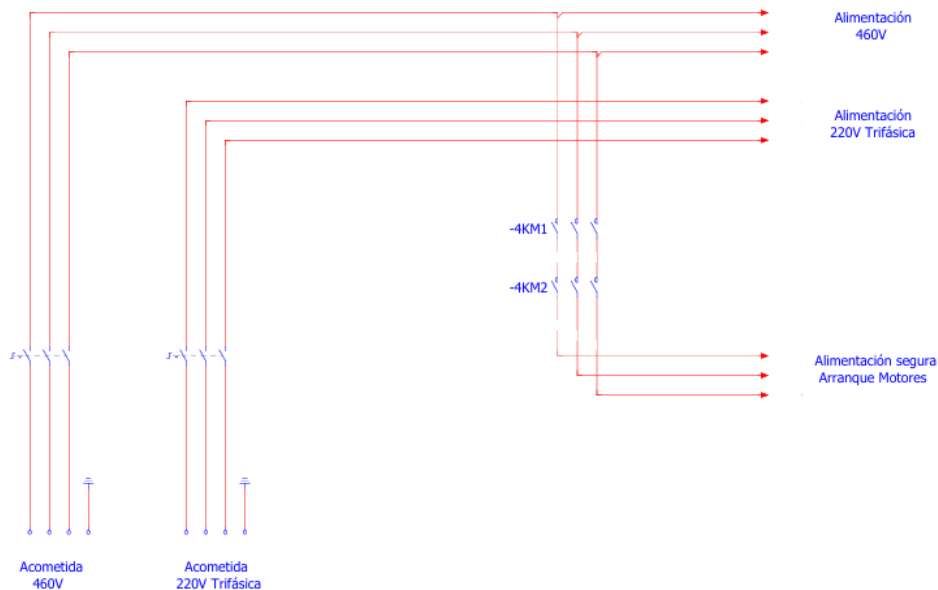 Alimentación
460V
Alimentación
220V Trifásica
-4KM1
-4KM2
Alimentación segura
Arranque Motores
Acometida
460V
Acometida
220V Trifásica